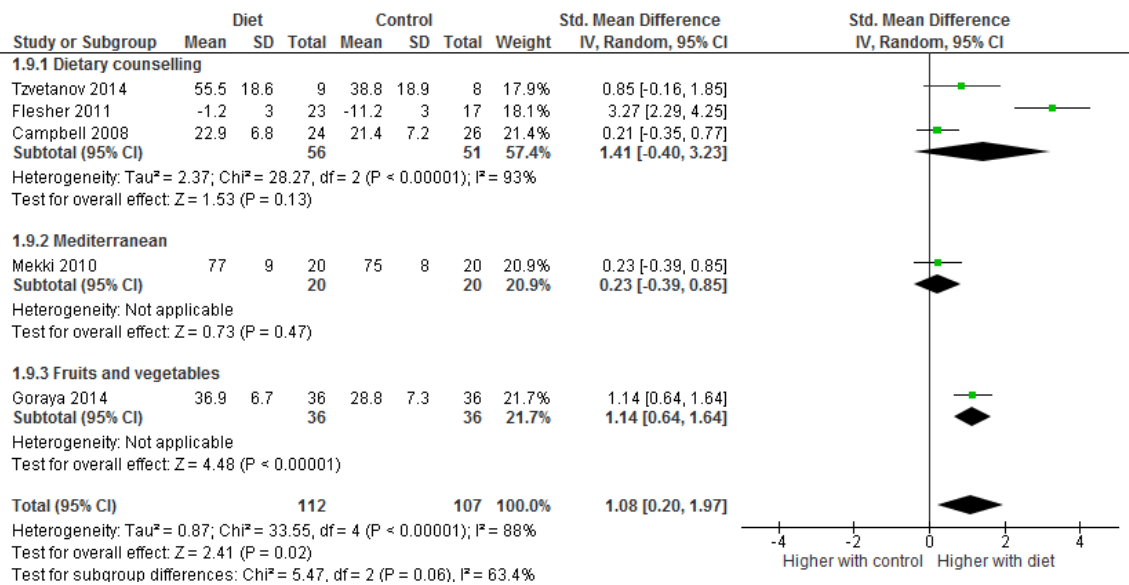 Diet Control Std. Mean Difference Std. Mean Difference
Study or Subgroup Mean SD Total Mean SD Total Weight IV, Random, 95% CI IV, Random, 95% CI
1.9.1 Dietary counselling
Tzvetanov 2014 55.5 18.6 9 38.8 18.9 8 17.9% 0.85 [-0.16, 1.85]
Flesher 2011 -1.2 3 23 -11.2 3 17 18.1% 3.27 [2.29, 4.25]
Campbell 2008 22.9 6.8 24 21.4 7.2 26 21.4% 0.21 [-0.35, 0.77]
Subtotal (95% CI) 56 51 57.4% 1.41 [-0.40, 3.23]
Heterogeneity: Tau² = 2.37; Chi² = 28.27, df = 2 (P < 0.00001); I² = 93%
Test for overall effect: Z = 1.53 (P = 0.13)
1.9.2 Mediterranean
Mekki 2010 77 9 20 75 8 20 20.9% 0.23 [-0.39, 0.85]
Subtotal (95% CI) 20 20 20.9% 0.23 [-0.39, 0.85]
Heterogeneity: Not applicable
Test for overall effect: Z = 0.73 (P = 0.47)
1.9.3 Fruits and vegetables
Goraya 2014 36.9 6.7 36 28.8 7.3 36 21.7% 1.14 [0.64, 1.64]
Subtotal (95% CI) 36 36 21.7% 1.14 [0.64, 1.64]
Heterogeneity: Not applicable
Test for overall effect: Z = 4.48 (P < 0.00001)
Total (95% CI) 112 107 100.0% 1.08 [0.20, 1.97]
Heterogeneity: Tau² = 0.87; Chi² = 33.55, df = 4 (P < 0.00001); I² = 88%
Test for overall effect: Z = 2.41 (P = 0.02)
Test for subgroup differences: Chi² = 5.47, df = 2 (P = 0.06), I² = 63.4%
-4 -2 0 2 4
Higher with control Higher with diet